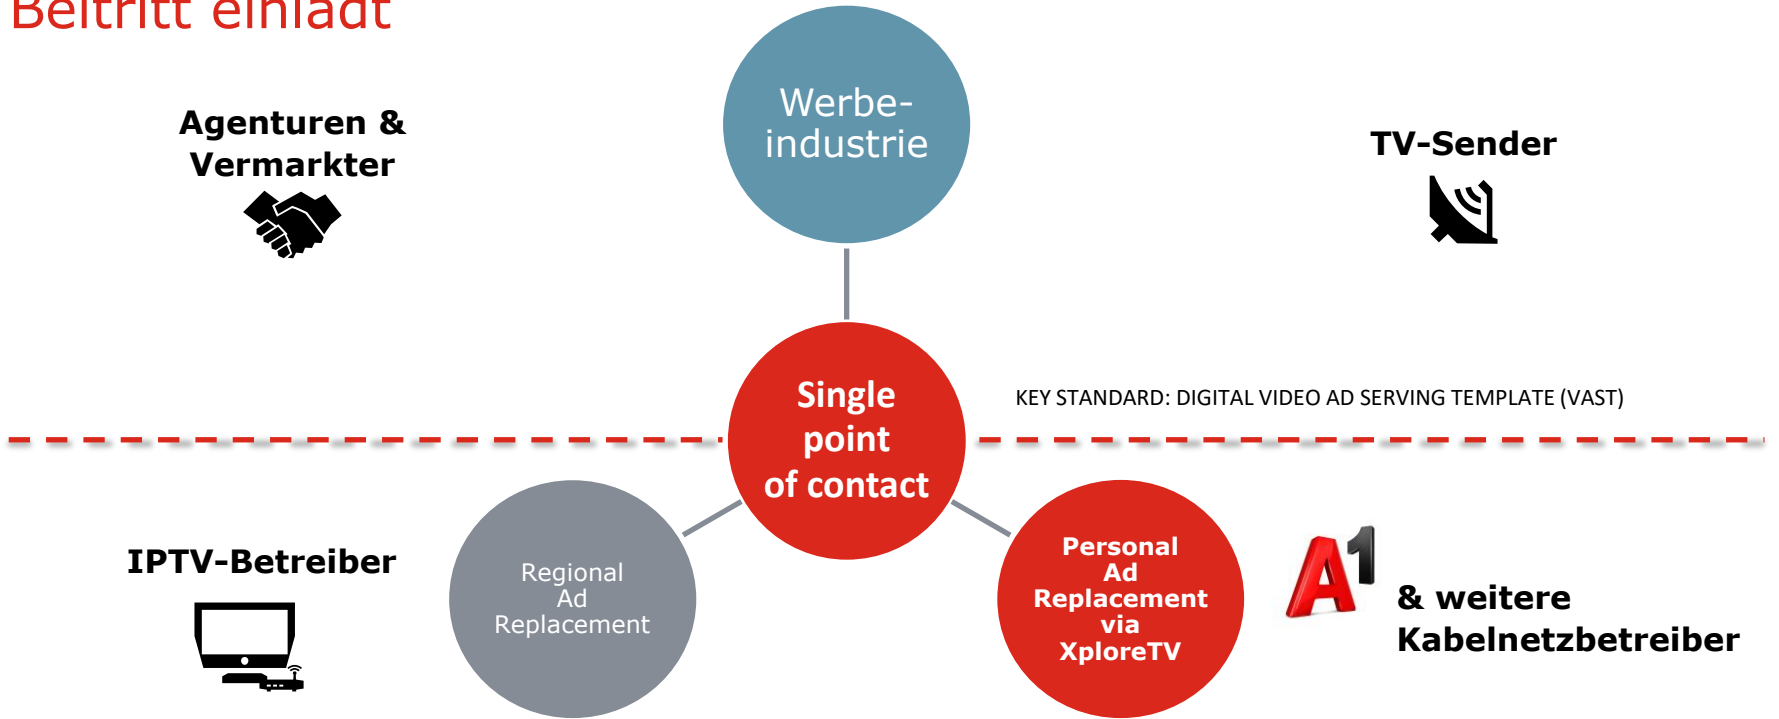 Beitritt einlädt
Agenturen &
Vermarkter
Werbe-
industrie
TV-Sender
Single
point
of contact
KEY STANDARD: DIGITAL VIDEO AD SERVING TEMPLATE (VAST)
IPTV-Betreiber
Regional
Ad
Replacement
Personal
Ad
Replacement
via
XploreTV
A1
& weitere
Kabelnetzbetreiber